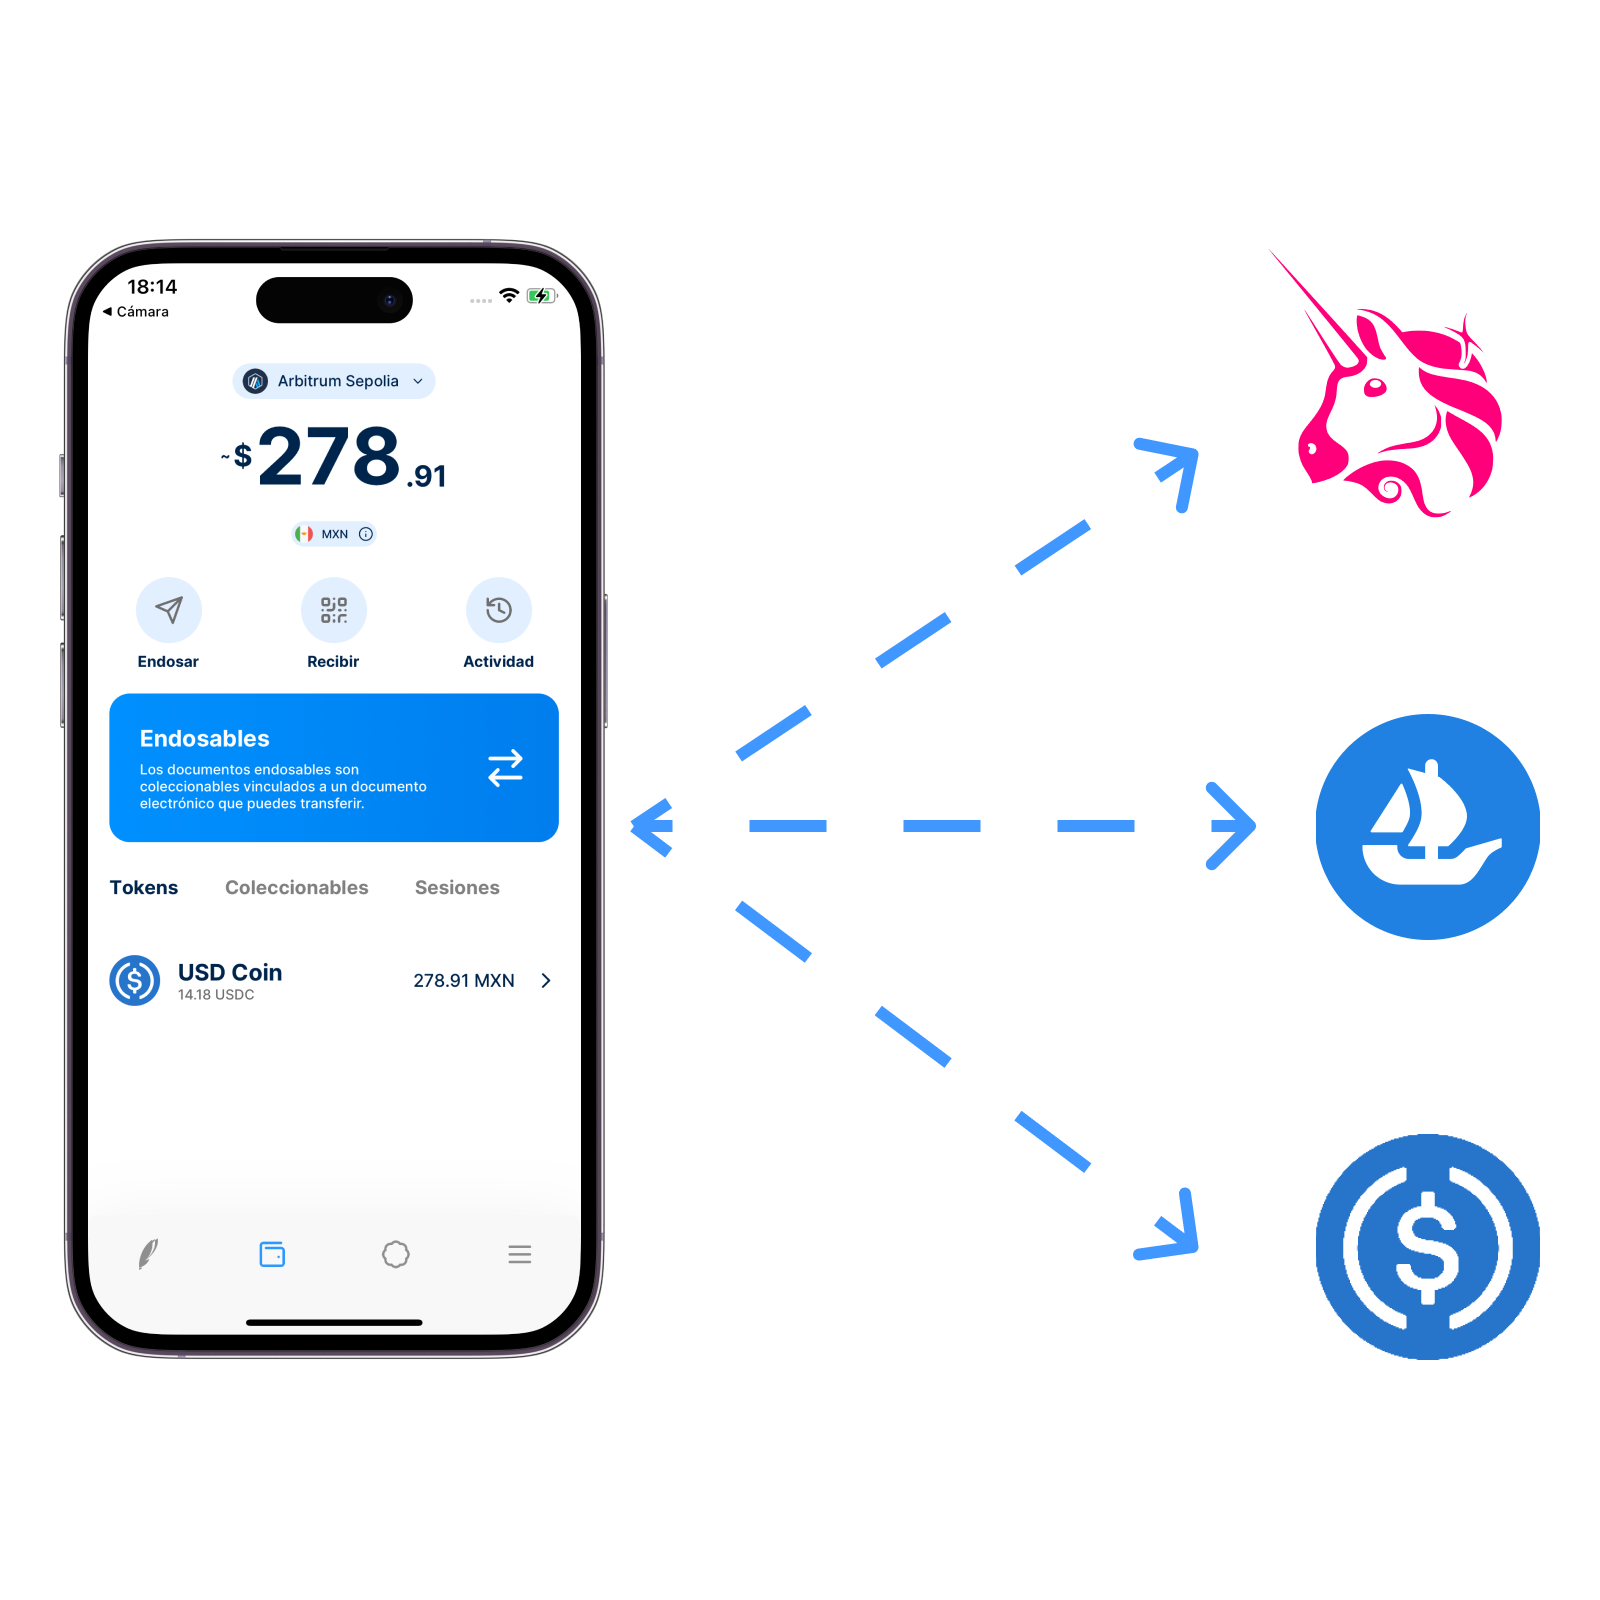 18:14
◀ Cámara
Arbitrum Sepolia
~$278.91
MXN
Endosar
Recibir
Actividad
Endosables
Los documentos endosables son
coleccionables vinculados a un documento
electrónico que puedes transferir.
Tokens
Coleccionables
Sesiones
USD Coin
278.91 MXN
14.18 USDC